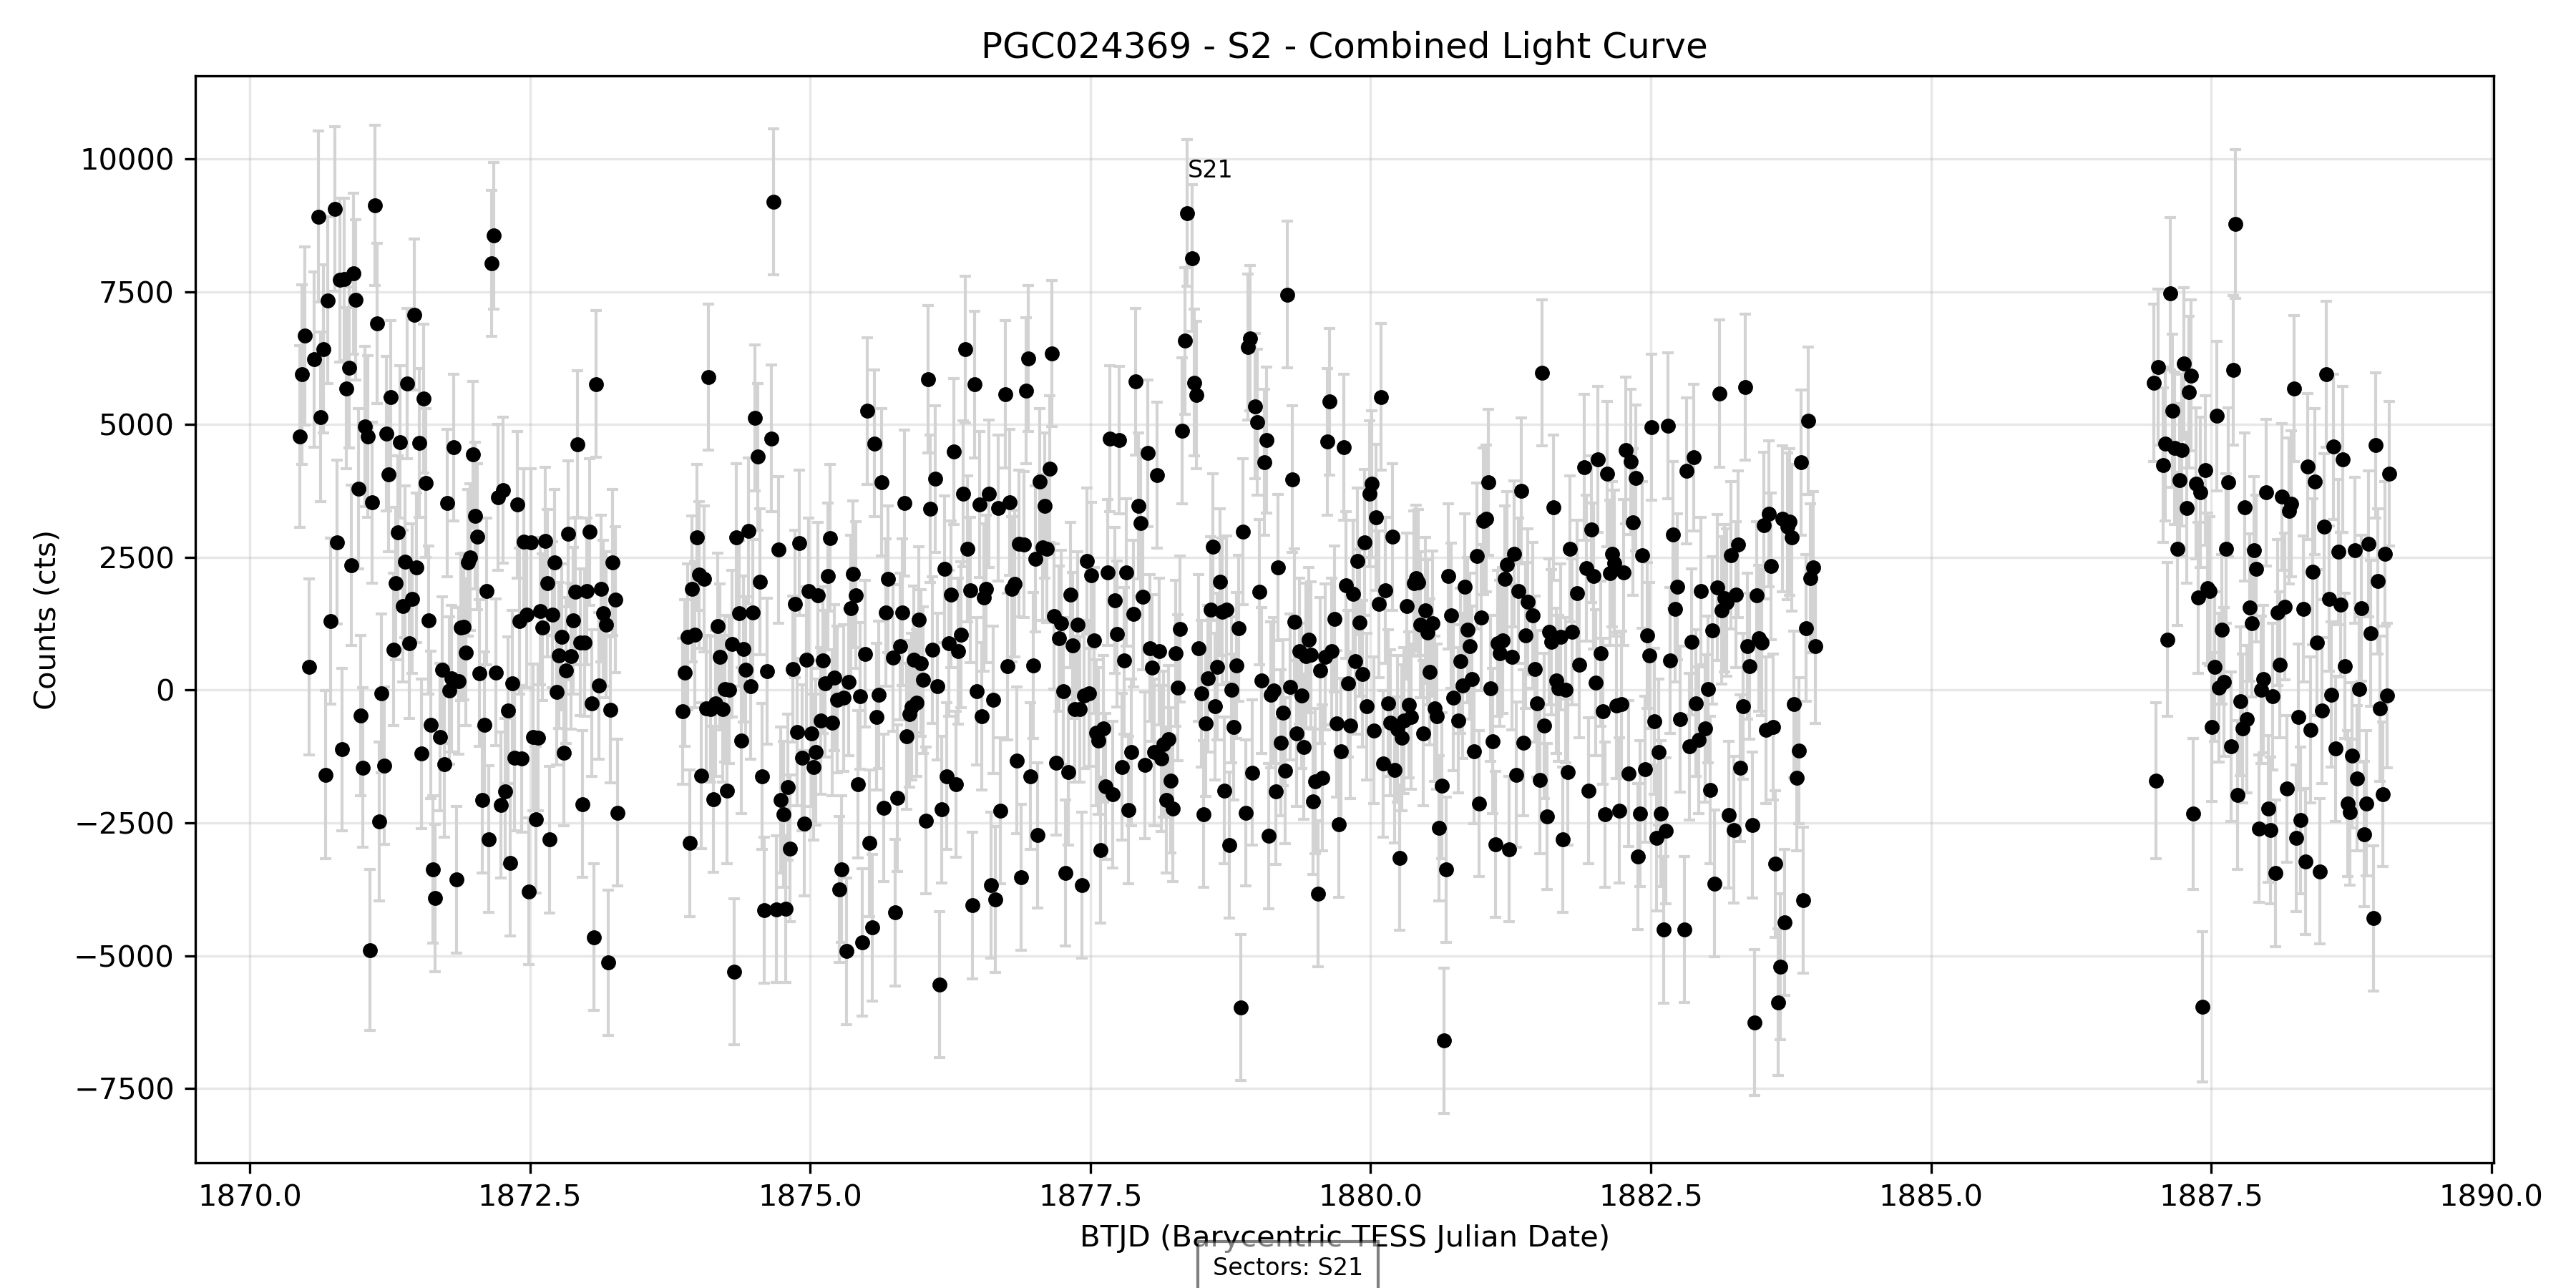 PGC024369 - S2 - Combined Light Curve
S21
10000
7500
5000
2500
0
−2500
−5000
−7500
Counts (cts)
1870.0 1872.5 1875.0 1877.5 1880.0 1882.5 1885.0 1887.5 1890.0
BTJD (Barycentric TESS Julian Date)
Sectors: S21